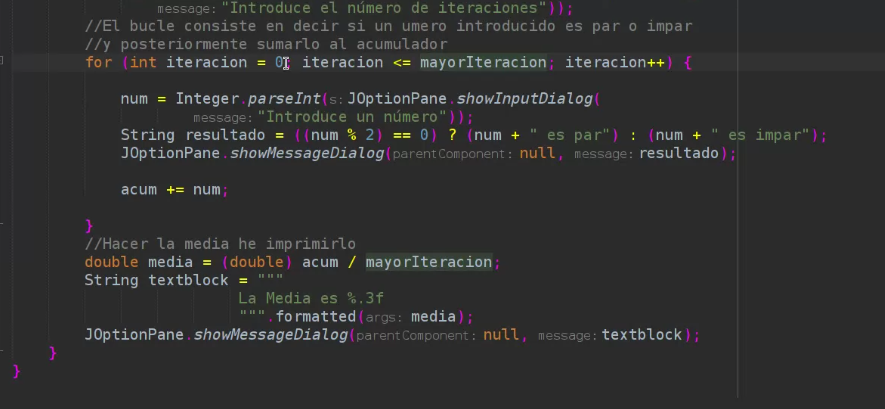 message: "Introduce el número de iteraciones"));
//El bucle consiste en decir si un umero introducido es par o impar
//y posteriormente sumarlo al acumulador
for (int iteracion = 0; iteracion <= mayorIteracion; iteracion++) {
num = Integer.parseInt(s: JOptionPane.showInputDialog(
message: "Introduce un número"));
String resultado = ((num % 2) == 0) ? (num + " es par") : (num + " es impar");
JOptionPane.showMessageDialog(parentComponent: null, message: resultado);
acum += num;
}
//Hacer la media he imprimirlo
double media = (double) acum / mayorIteracion;
String textblock = """
La Media es %.3f
""".formatted(args: media);
JOptionPane.showMessageDialog(parentComponent: null, message: textblock);
}
}